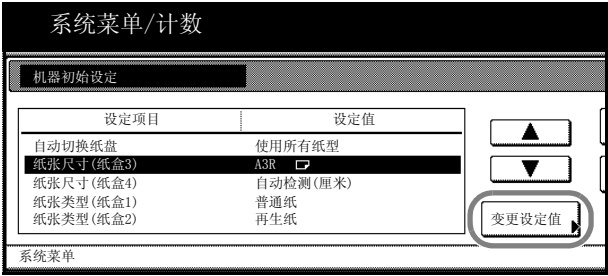 系统菜单/计数
机器初始设定
设定项目 设定值
自动切换纸盘 使用所有纸型
纸张尺寸(纸盒3) A3R
纸张尺寸(纸盒4) 自动检测(厘米)
纸张类型(纸盒1) 普通纸
纸张类型(纸盒2) 再生纸
变更设定值
系统菜单